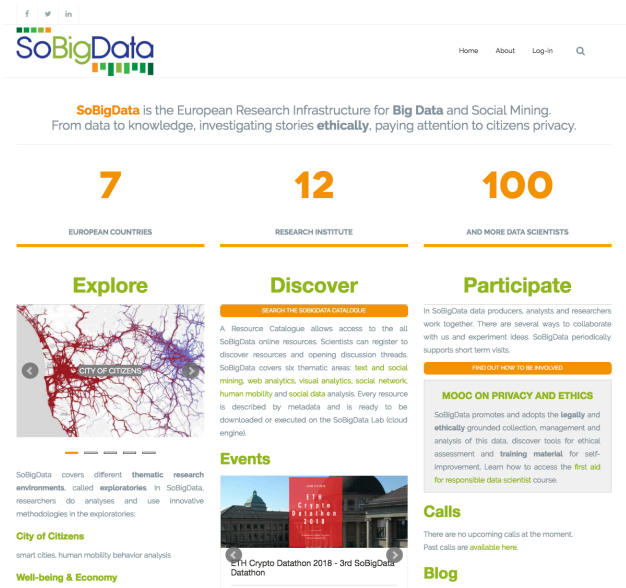 SoBigData
Home About Log-in
SoBigData is the European Research Infrastructure for Big Data and Social Mining.
From data to knowledge, investigating stories ethically, paying attention to citizens privacy.
7
EUROPEAN COUNTRIES
12
RESEARCH INSTITUTE
100
AND MORE DATA SCIENTISTS
Explore
CITY OF CITIZENS
SoBigData covers different thematic research
environments, called exploratories. In SoBigData,
researchers do analyses and use innovative
methodologies in the exploratories:
City of Citizens
smart cities, human mobility behavior analysis
Well-being & Economy
Discover
SEARCH THE SOBIGDATA CATALOGUE
A Resource Catalogue allows access to the all
SoBigData online resources. Scientists can register to
discover resources and opening discussion threads.
SoBigData covers six thematic areas: text and social
mining, web analytics, visual analytics, social network,
human mobility and social data analysis. Every resource
is described by metadata and is ready to be
downloaded or executed on the SoBigData Lab (cloud
engine).
Events
ETH
Crypto
Datathon
2018
ETH Crypto Datathon 2018 - 3rd SoBigData
Datathon
Participate
In SoBigData data producers, analysts and researchers
work together. There are several ways to collaborate
with us and experiment ideas. SoBigData periodically
supports short term visits.
FIND OUT HOW TO BE INVOLVED
MOOC ON PRIVACY AND ETHICS
SoBigData promotes and adopts the legally and
ethically grounded collection, management and
analysis of this data, discover tools for ethical
assessment and training material for self-
improvement. Learn how to access the first aid
for responsible data scientist course.
Calls
There are no upcoming calls at the moment.
Past calls are available here.
Blog